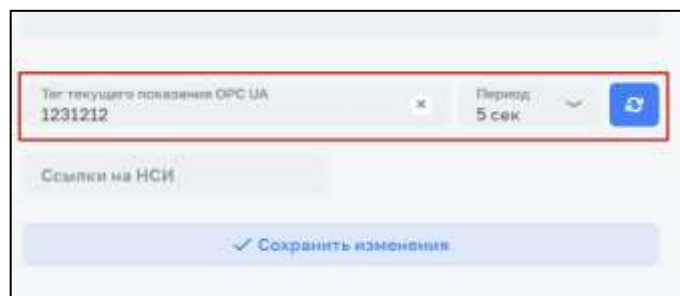 Тег текущего показания OPC UA
1231212
Период
5 сек
Ссылки на НСИ
Сохранить изменения